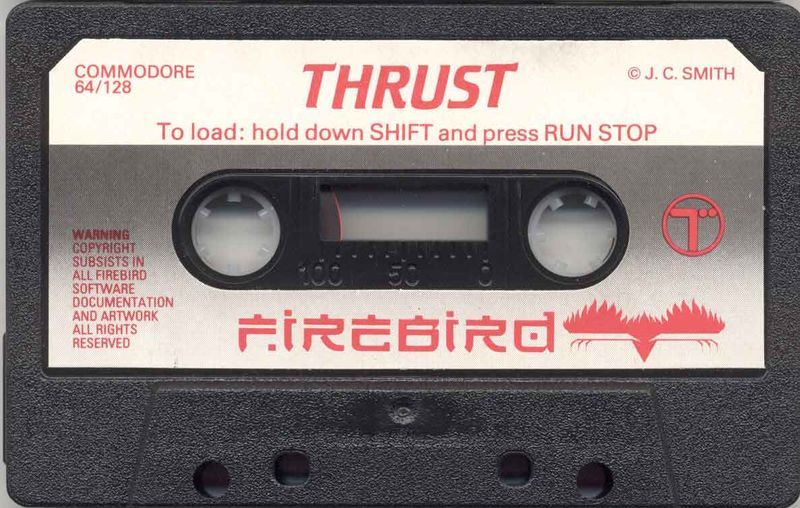 COMMODORE
64/128
THRUST
© J. C. SMITH
To load: hold down SHIFT and press RUN STOP
WARNING
COPYRIGHT
SUBSISTS IN
ALL FIREBIRD
SOFTWARE
DOCUMENTATION
AND ARTWORK
ALL RIGHTS
RESERVED
100 50 0
T
FIREBIRD